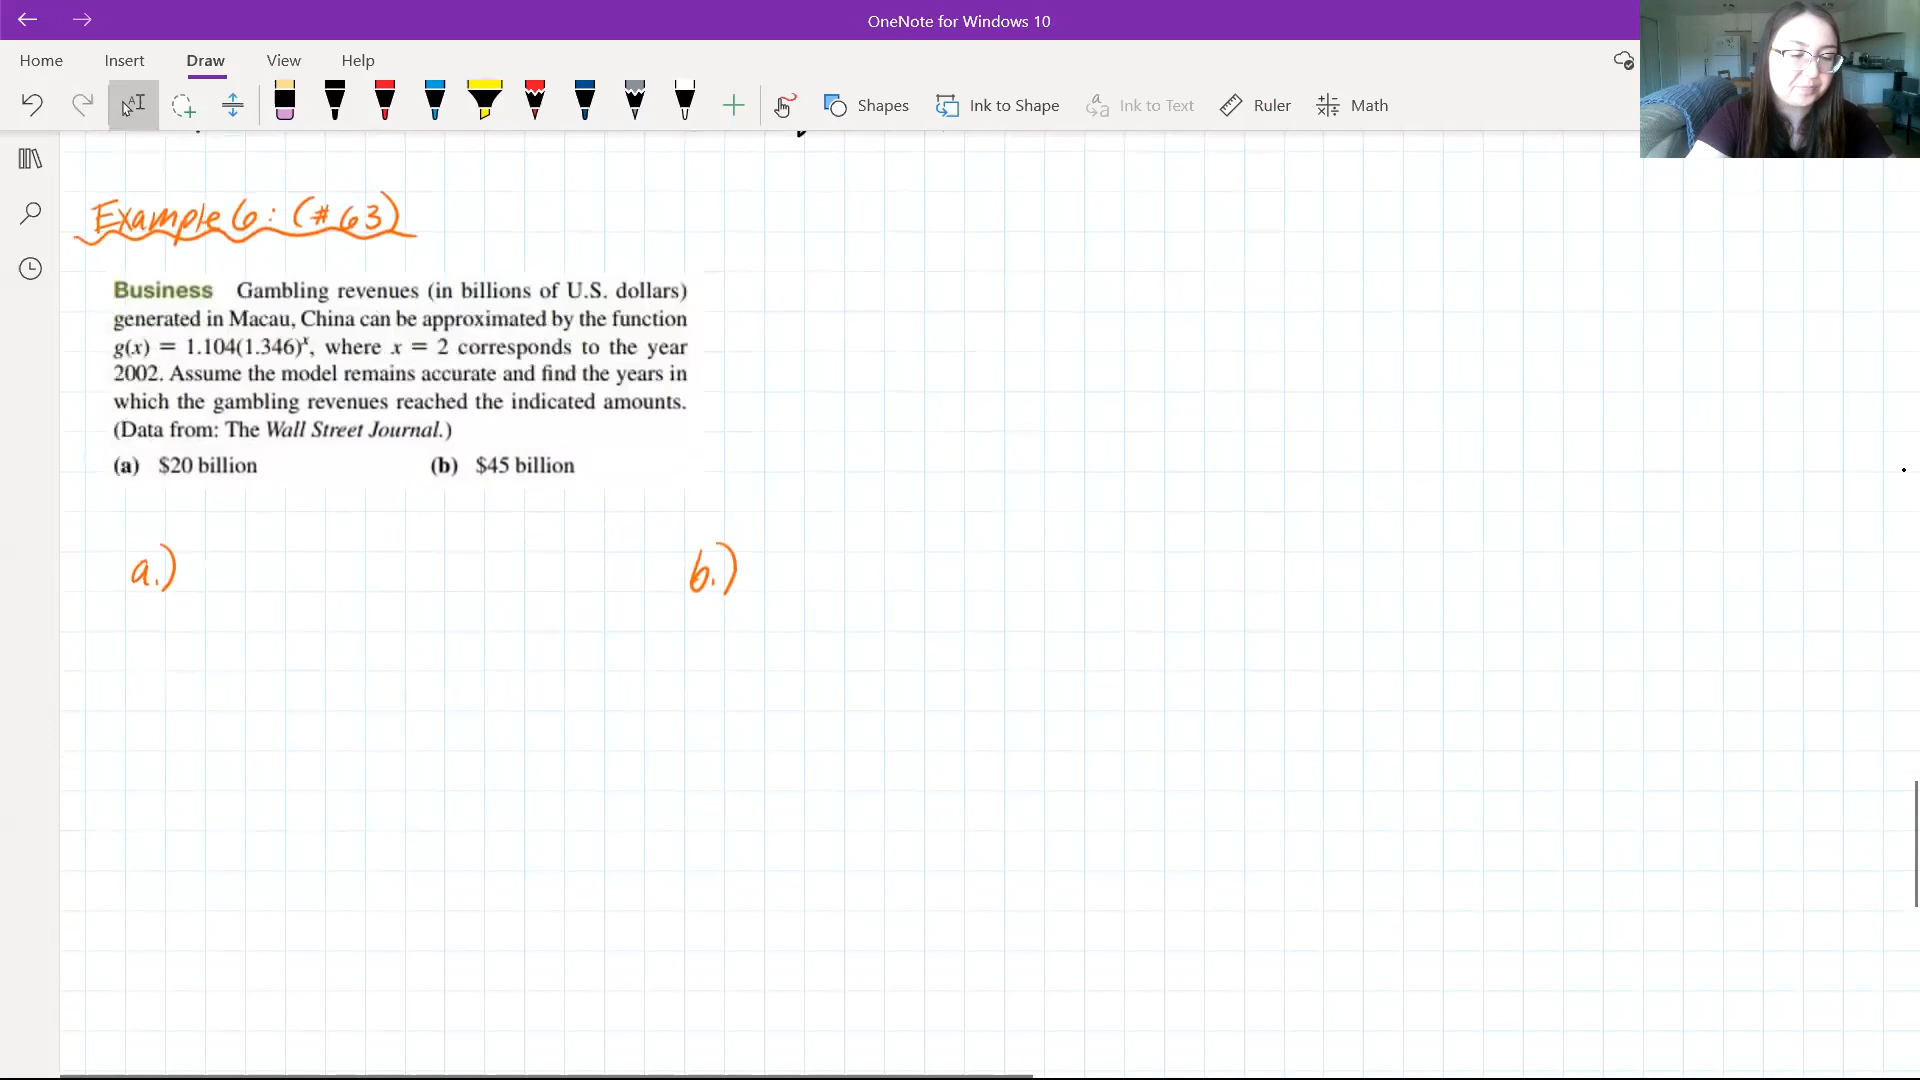 OneNote for Windows 10
Home Insert Draw View Help
Shapes Ink to Shape Ink to Text Ruler Math
Example 6: (#63)
Business Gambling revenues (in billions of U.S. dollars)
generated in Macau, China can be approximated by the function
g(x) = 1.104(1.346)ˣ, where x = 2 corresponds to the year
2002. Assume the model remains accurate and find the years in
which the gambling revenues reached the indicated amounts.
(Data from: The Wall Street Journal.)
(a) $20 billion (b) $45 billion
a.) b.)